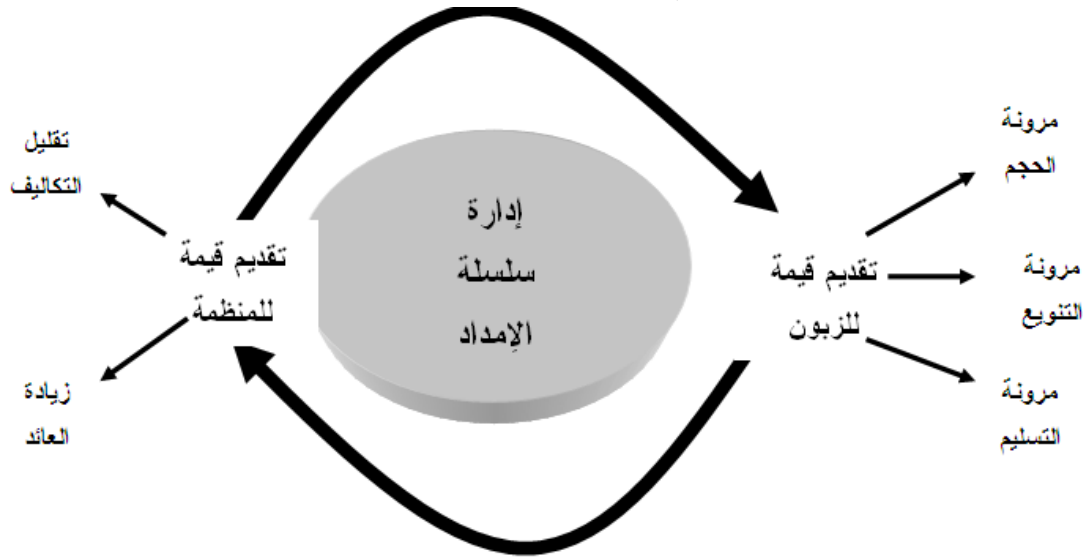 مرونة
الحجم
مرونة
التنويع
مرونة
التسليم
تقديم قيمة
للزبون
إدارة
سلسلة
الإمداد
تقديم قيمة
للمنظمة
تقليل
التكاليف
زيادة
العائد